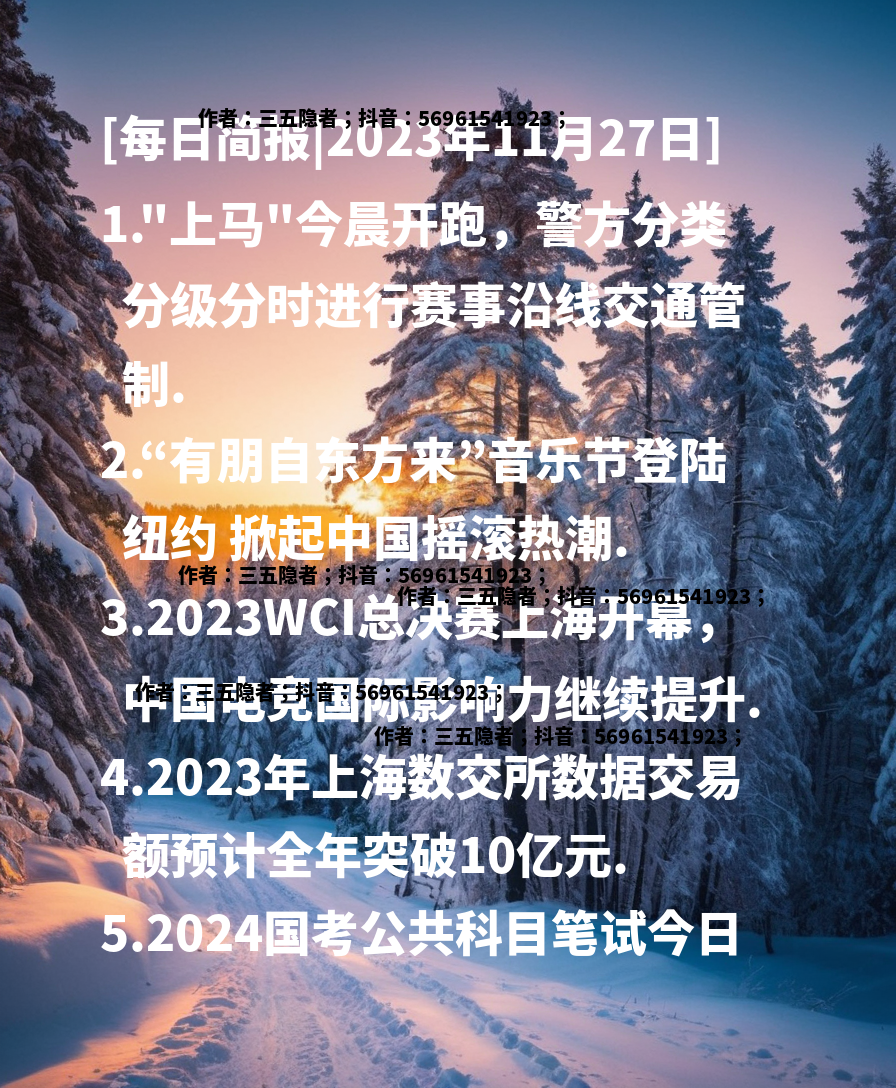 作者：三五隐者；抖音：56961541923；
[每日简报|2023年11月27日]
1."上马"今晨开跑，警方分类
分级分时进行赛事沿线交通管
制.
2.“有朋自东方来”音乐节登陆
纽约 掀起中国摇滚热潮.
作者：三五隐者；抖音：56961541923；
作者：三五隐者；抖音：56961541923；
3.2023WCI总决赛上海开幕，
作者：三五隐者；抖音：56961541923；
中国电竞国际影响力继续提升.
作者：三五隐者；抖音：56961541923；
4.2023年上海数交所数据交易
额预计全年突破10亿元.
5.2024国考公共科目笔试今日